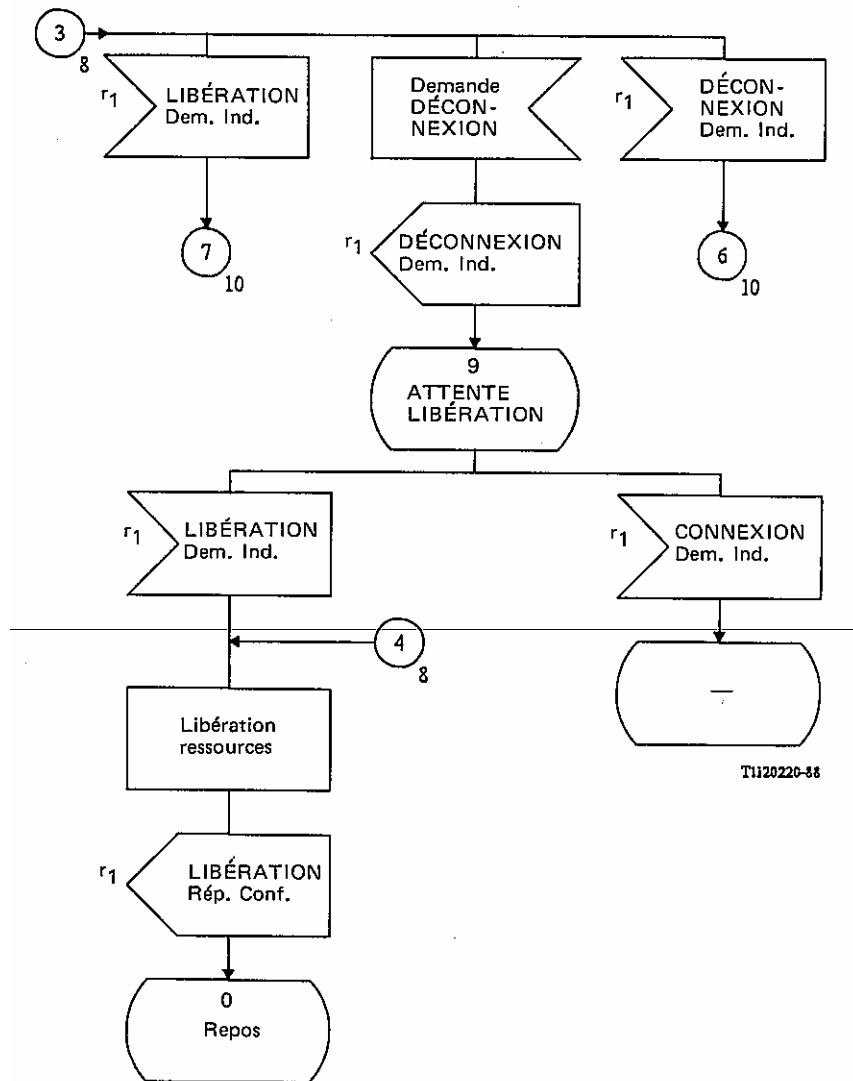 3
8
r1
LIBÉRATION
Dem. Ind.
Demande
DÉCON-
NEXION
r1
DÉCON-
NEXION
Dem. Ind.
7
10
r1
DÉCONNEXION
Dem. Ind.
6
10
9
ATTENTE
LIBÉRATION
r1
LIBÉRATION
Dem. Ind.
r1
CONNEXION
Dem. Ind.
4
8
—
Libération
ressources
T1120220-88
r1
LIBÉRATION
Rép. Conf.
0
Repos